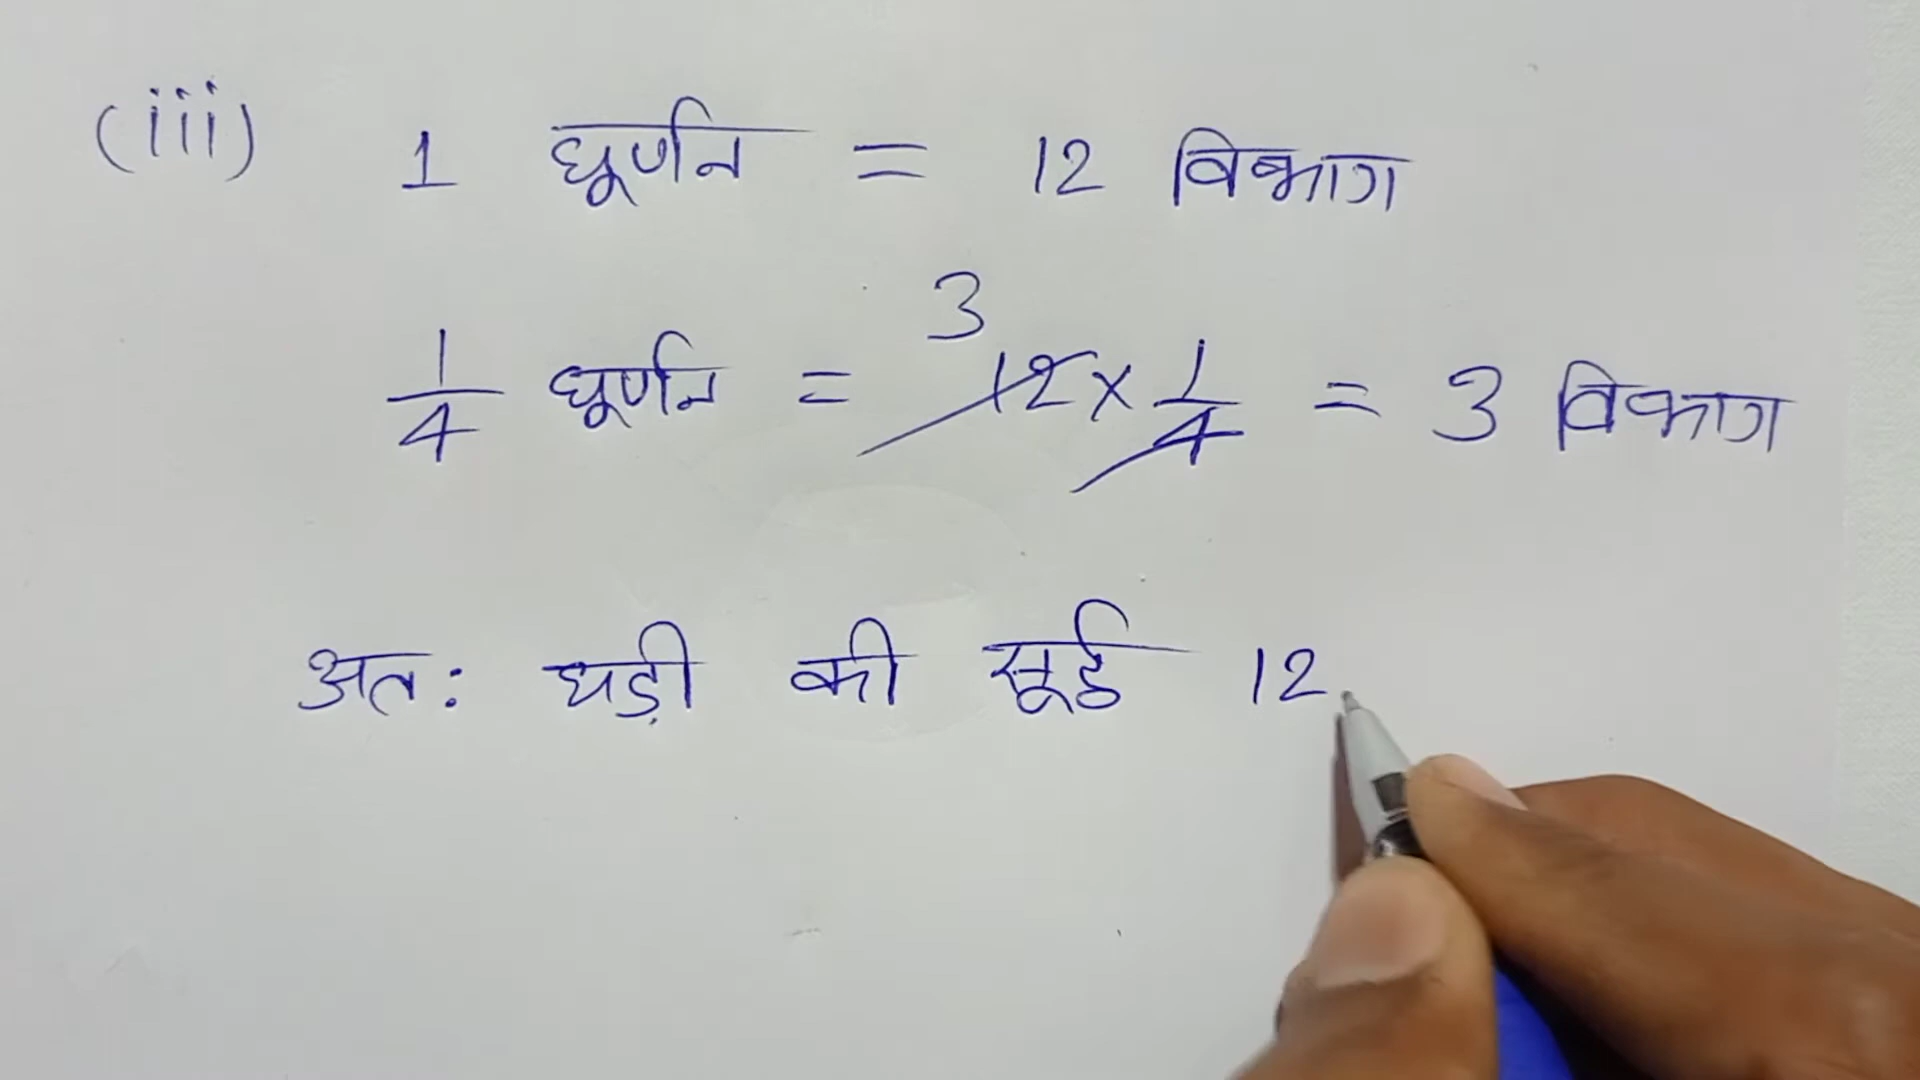 (iii) 1 घूर्णन = 12 विभाग
1/4 घूर्णन = 3 12 × 1/4 = 3 विभाग
अतः घड़ी की सूई 12